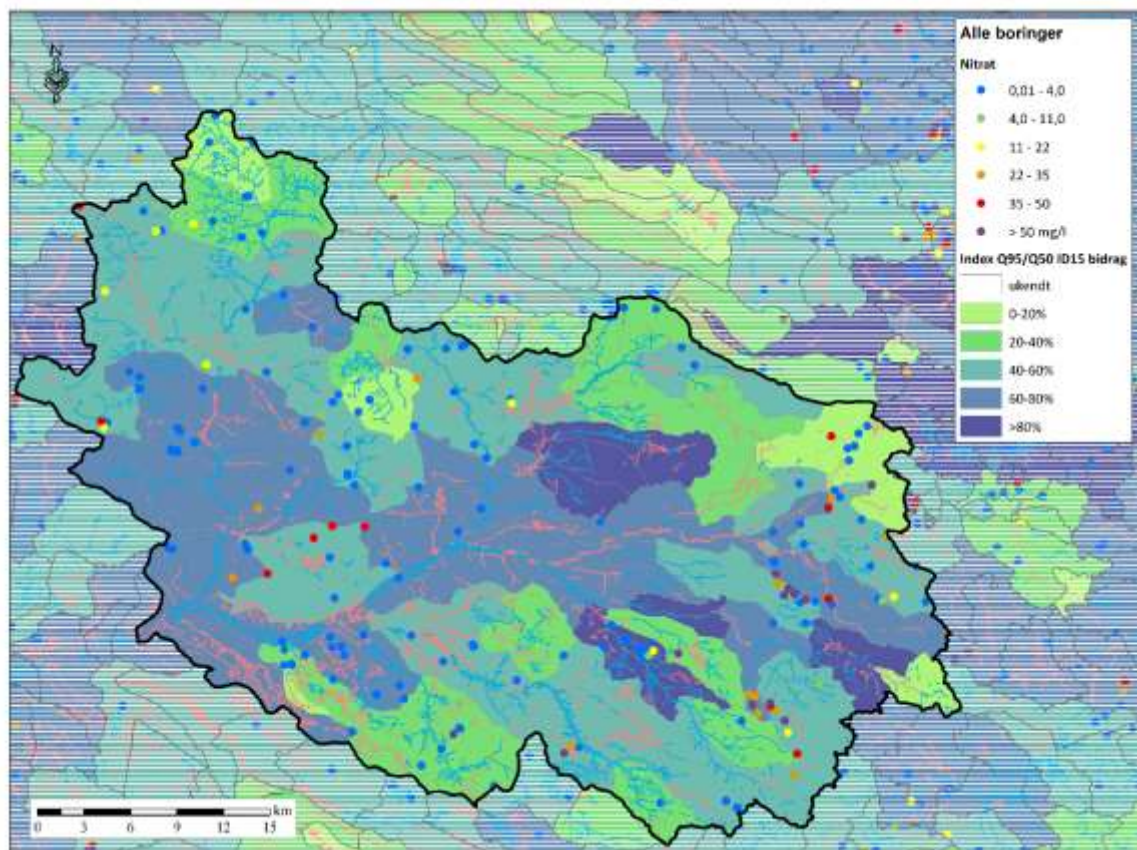 N
Alle boringer
Nitrat
0,01 - 4,0
4,0 - 11,0
11 - 22
22 - 35
35 - 50
> 50 mg/l
Index Q95/Q50 ID15 bidrag
ukendt
0-20%
20-40%
40-60%
60-80%
>80%
km
0 3 6 9 12 15